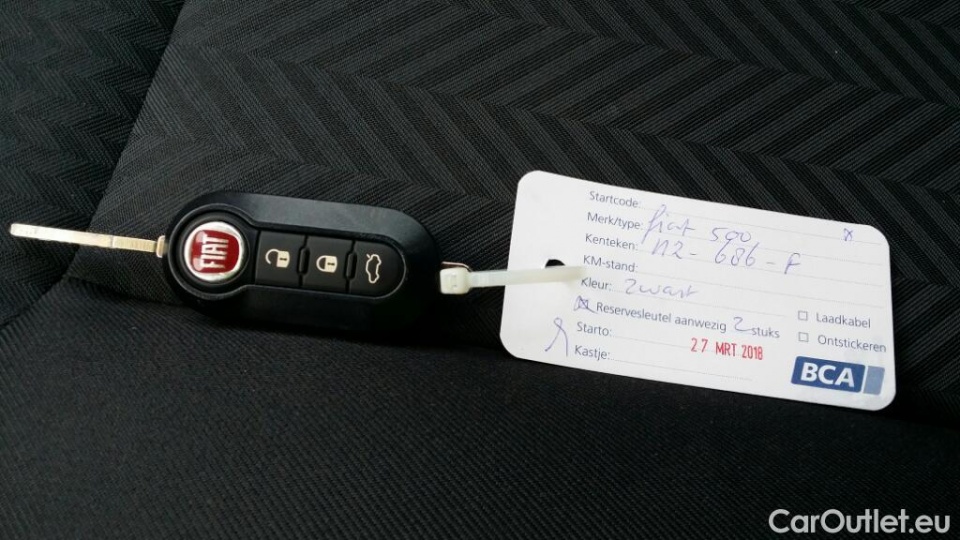 FIAT
Startcode:
Merk/type: fiat 500 x
Kenteken: NZ-686-F
KM-stand:
Kleur: Zwart
Reservesleutel aanwezig 2 stuks
Laadkabel
Starto:
Ontstickeren
Kastje:
27 MRT 2018
BCA
CarOutlet.eu